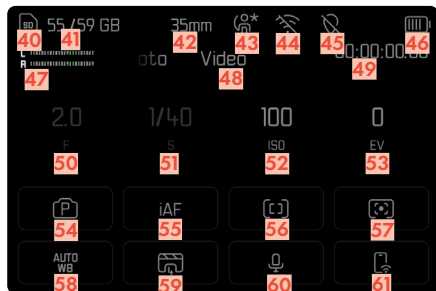 SD 55 /59 GB 35mm
40 41 42 43 44 45 46
L
R
oto Video 00:00:00.00
47 48 49
2.0 1/40 100 0
F S ISO EV
50 51 52 53
P iAF
54 55 56 57
AUTO
WB
58 59 60 61